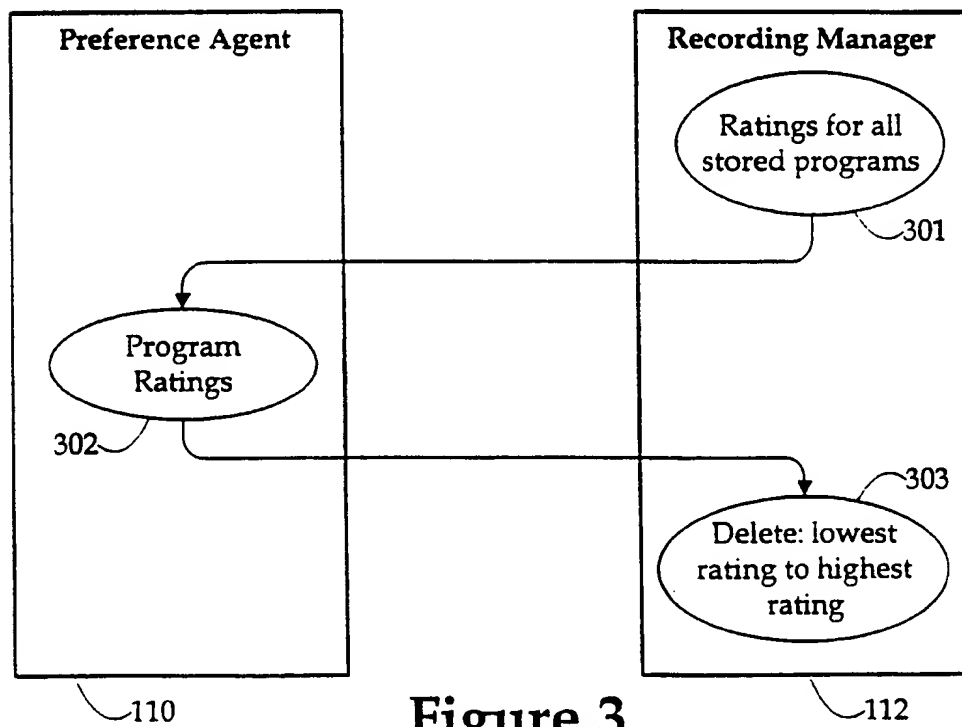 Preference Agent
Recording Manager
Ratings for all
stored programs
301
Program
Ratings
302
303
Delete: lowest
rating to highest
rating
110
112
Figure 3